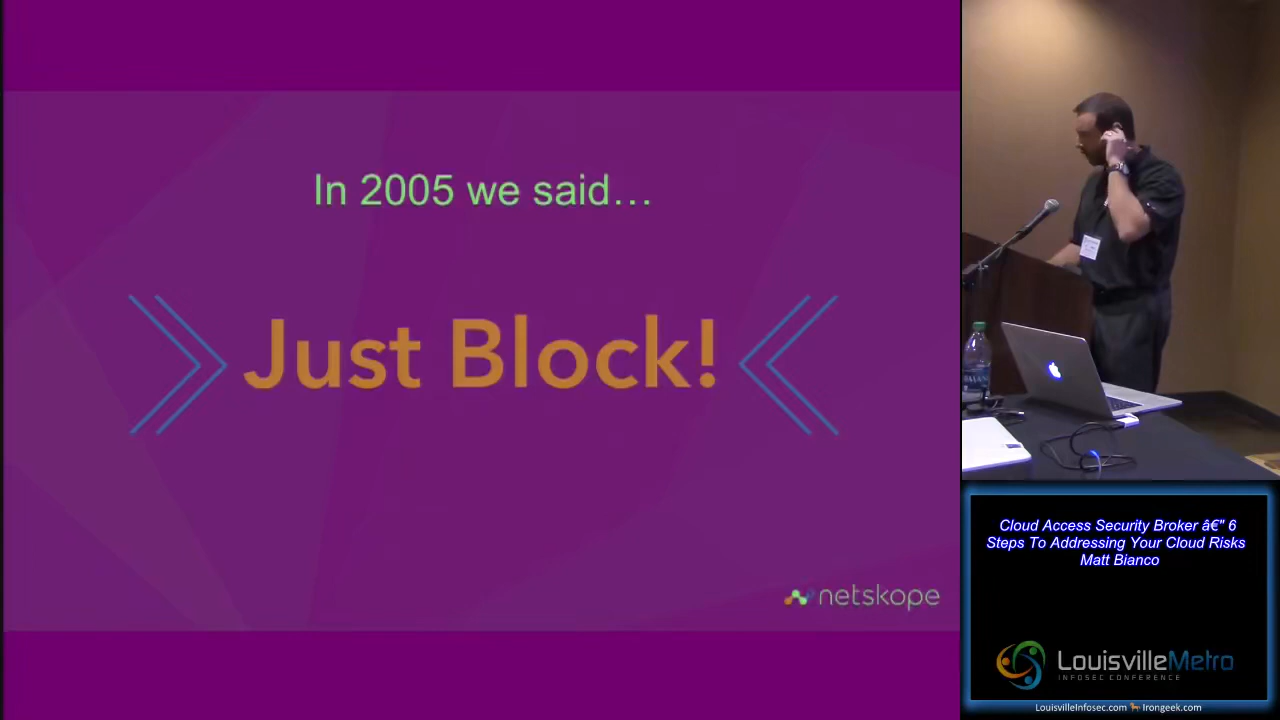 In 2005 we said…
Just Block!
netskope
Cloud Access Security Broker â€“ 6
Steps To Addressing Your Cloud Risks
Matt Bianco
LouisvilleMetro
INFOSEC CONFERENCE
LouisvilleInfosec.com Irongeek.com